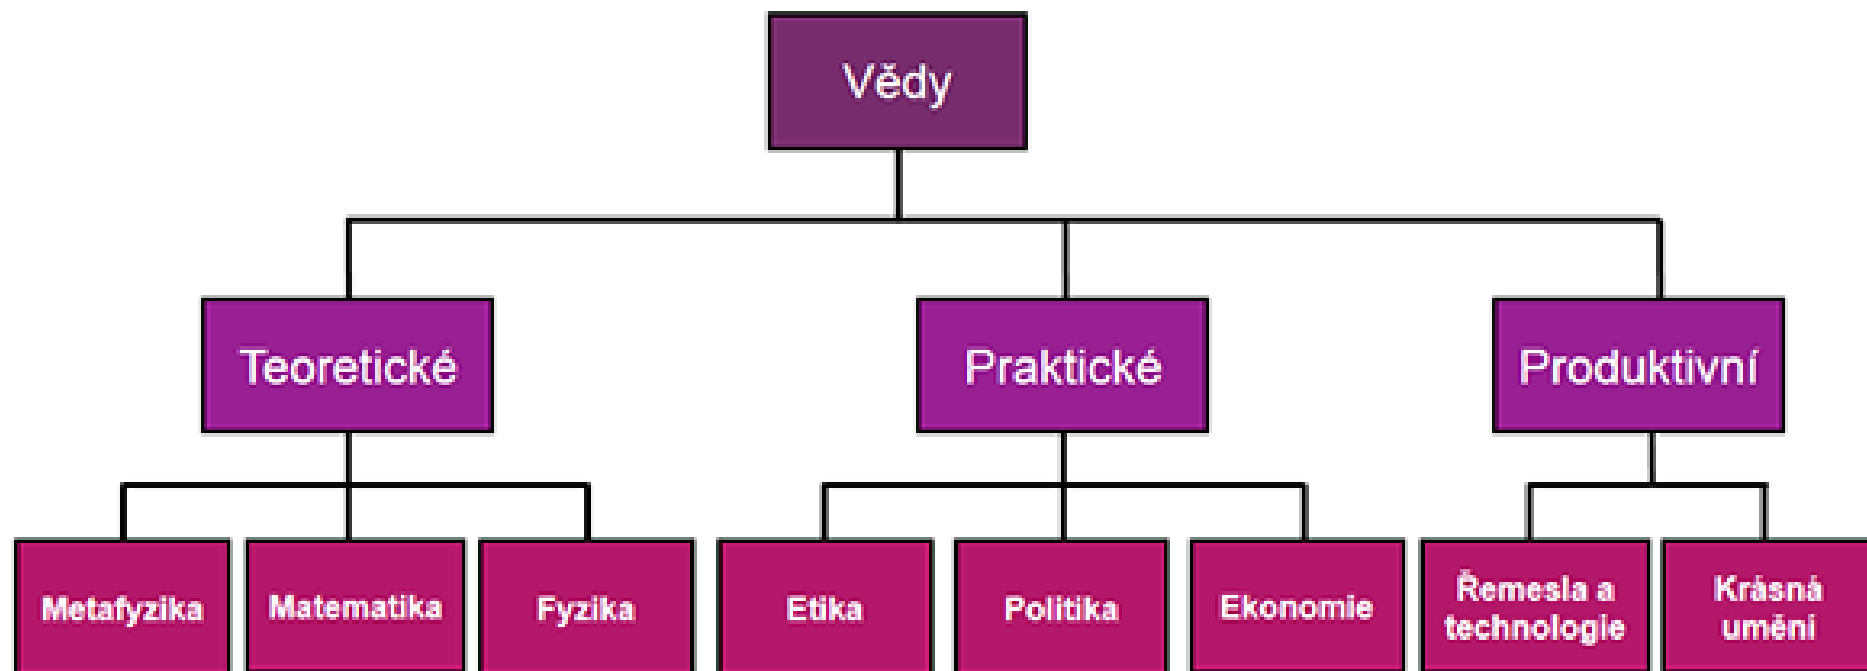 Vědy
Teoretické
Praktické
Produktivní
Metafyzika
Matematika
Fyzika
Etika
Politika
Ekonomie
Řemesla a
technologie
Krásná
umění